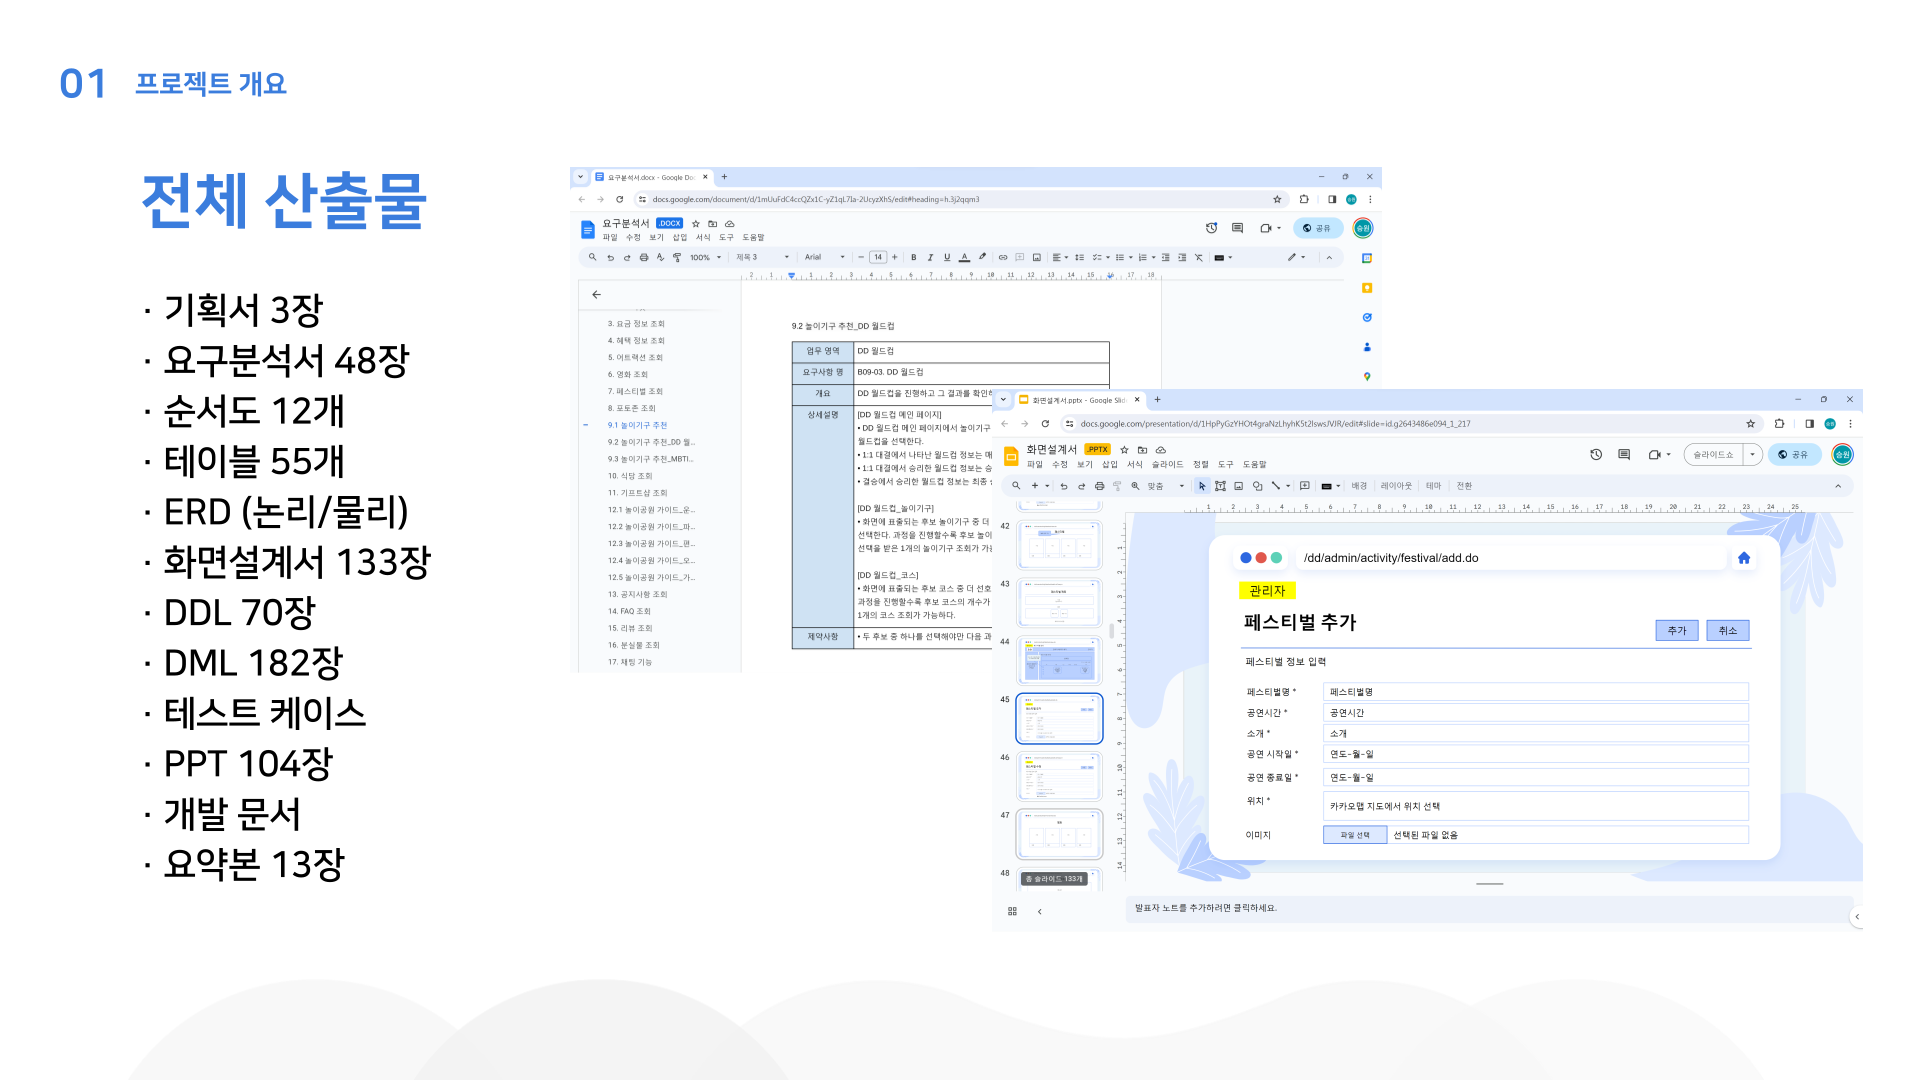 01 프로젝트 개요
전체 산출물
· 기획서 3장
· 요구분석서 48장
· 순서도 12개
· 테이블 55개
· ERD (논리/물리)
· 화면설계서 133장
· DDL 70장
· DML 182장
· 테스트 케이스
· PPT 104장
· 개발 문서
· 요약본 13장
요구분석서.docx - Google Do
요구분석서 .DOCX
파일 수정 보기 삽입 서식 도구 도움말
공유
승원
100% 제목 3 Arial 14
3. 요금 정보 조회
4. 혜택 정보 조회
5. 어트랙션 조회
6. 영화 조회
7. 페스티벌 조회
8. 포토존 조회
9.1 놀이기구 추천
9.2 놀이기구 추천_DD 월...
9.3 놀이기구 추천_MBTI...
10. 식당 조회
11. 기프트샵 조회
12.1 놀이공원 가이드_운...
12.2 놀이공원 가이드_파...
12.3 놀이공원 가이드_편...
12.4 놀이공원 가이드_오...
12.5 놀이공원 가이드_가...
13. 공지사항 조회
14. FAQ 조회
15. 리뷰 조회
16. 분실물 조회
17. 채팅 기능
9.2 놀이기구 추천_DD 월드컵
업무 영역 DD 월드컵
요구사항 명 B09-03. DD 월드컵
개요 DD 월드컵을 진행하고 그 결과를 확인
상세설명 [DD 월드컵 메인 페이지]
• DD 월드컵 메인 페이지에서 놀이기구
월드컵을 선택한다.
• 1:1 대결에서 나타난 월드컵 정보는 매
• 1:1 대결에서 승리한 월드컵 정보는 승
• 결승에서 승리한 월드컵 정보는 최종
[DD 월드컵_놀이기구]
• 화면에 표출되는 후보 놀이기구 중 더
선택한다. 과정을 진행할수록 후보 놀이
선택을 받은 1개의 놀이기구 조회가 가
[DD 월드컵_코스]
• 화면에 표출되는 후보 코스 중 더 선호
과정을 진행할수록 후보 코스의 개수가
1개의 코스 조회가 가능하다.
제약사항 • 두 후보 중 하나를 선택해야만 다음 과
화면설계서.pptx - Google Slid
docs.google.com/presentation/d/1HpPyGzYHOt4graNzLhyhK5t2IswsJVJR/edit#slide=id.g2643486e094_1_217
화면설계서 .PPTX
파일 수정 보기 삽입 서식 슬라이드 정렬 도구 도움말
슬라이드쇼
공유
승원
맞춤 배경 레이아웃 테마 전환
42
43
44
45
46
47
48
총 슬라이드 133개
/dd/admin/activity/festival/add.do
관리자
페스티벌 추가
추가 취소
페스티벌 정보 입력
페스티벌명 * 페스티벌명
공연시간 * 공연시간
소개 * 소개
공연 시작일 * 연도-월-일
공연 종료일 * 연도-월-일
위치 * 카카오맵 지도에서 위치 선택
이미지 파일 선택 선택된 파일 없음
발표자 노트를 추가하려면 클릭하세요.